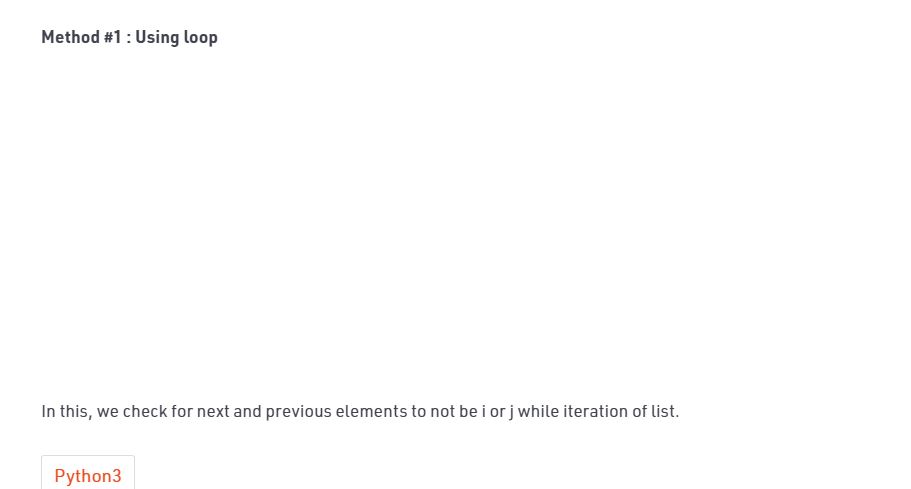 Method #1 : Using loop
In this, we check for next and previous elements to not be i or j while iteration of list.
Python3